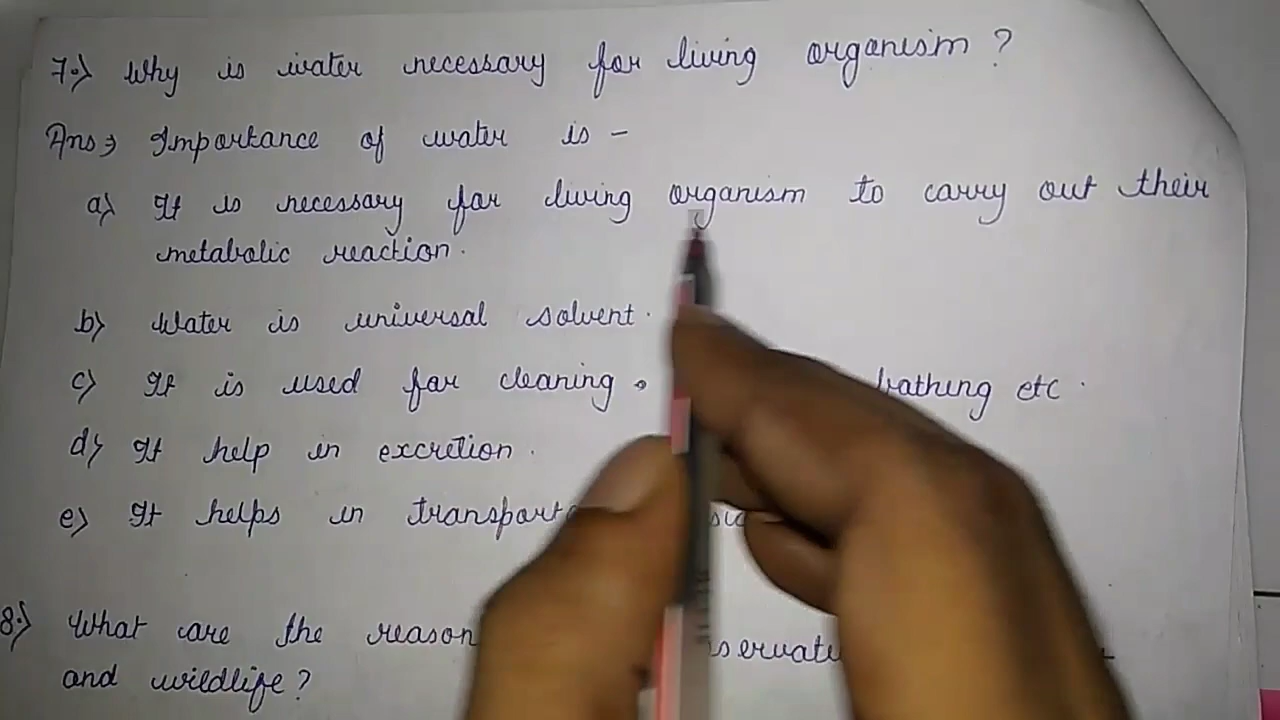 7.) Why is water necessary for living organism ?
Ans → Importance of water is -
a) It is necessary for living organism to carry out their
metabolic reaction.
b) Water is universal solvent.
c) It is used for cleaning bathing etc.
d) It help in excretion.
e) It helps in
8.) What are the
and wildlife ?